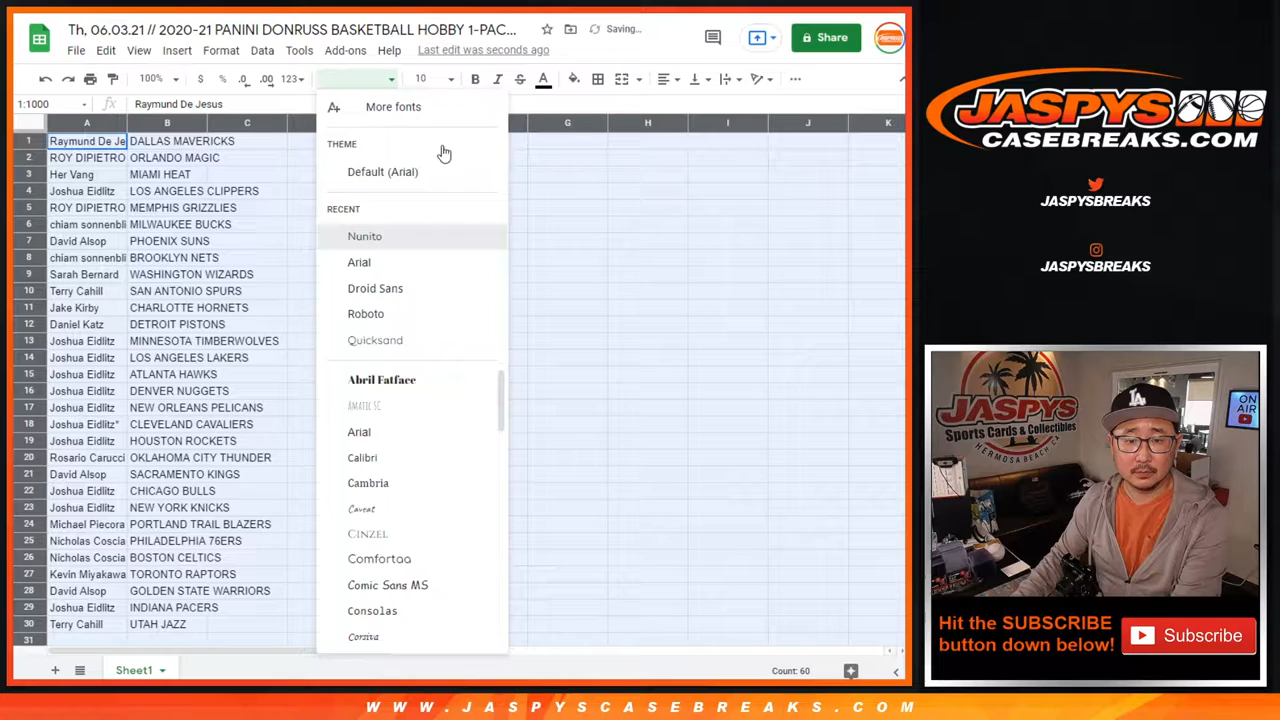 Th, 06.03.21 // 2020-21 PANINI DONRUSS BASKETBALL HOBBY 1-PAC...
Saving...
File Edit View Insert Format Data Tools Add-ons Help Last edit was seconds ago
Share
100% $ % .0 .00 123 10 B I S A
1:1000 fx Raymund De Jesus
A B C G H I J K
1 Raymund De Je DALLAS MAVERICKS
2 ROY DIPIETRO ORLANDO MAGIC
3 Her Vang MIAMI HEAT
4 Joshua Eidlitz LOS ANGELES CLIPPERS
5 ROY DIPIETRO MEMPHIS GRIZZLIES
6 chiam sonnenbli MILWAUKEE BUCKS
7 David Alsop PHOENIX SUNS
8 chiam sonnenbli BROOKLYN NETS
9 Sarah Bernard WASHINGTON WIZARDS
10 Terry Cahill SAN ANTONIO SPURS
11 Jake Kirby CHARLOTTE HORNETS
12 Daniel Katz DETROIT PISTONS
13 Joshua Eidlitz MINNESOTA TIMBERWOLVES
14 Joshua Eidlitz LOS ANGELES LAKERS
15 Joshua Eidlitz ATLANTA HAWKS
16 Joshua Eidlitz DENVER NUGGETS
17 Joshua Eidlitz NEW ORLEANS PELICANS
18 Joshua Eidlitz* CLEVELAND CAVALIERS
19 Joshua Eidlitz HOUSTON ROCKETS
20 Rosario Carucci OKLAHOMA CITY THUNDER
21 David Alsop SACRAMENTO KINGS
22 Joshua Eidlitz CHICAGO BULLS
23 Joshua Eidlitz NEW YORK KNICKS
24 Michael Piecora PORTLAND TRAIL BLAZERS
25 Nicholas Coscia PHILADELPHIA 76ERS
26 Nicholas Coscia BOSTON CELTICS
27 Kevin Miyakawa TORONTO RAPTORS
28 David Alsop GOLDEN STATE WARRIORS
29 Joshua Eidlitz INDIANA PACERS
30 Terry Cahill UTAH JAZZ
31
More fonts
THEME
Default (Arial)
RECENT
Nunito
Arial
Droid Sans
Roboto
Quicksand
Abril Fatface
AMATIC SC
Arial
Calibri
Cambria
Caveat
CINZEL
Comfortaa
Comic Sans MS
Consolas
Corsiva
Sheet1
Count: 60
JASPYS
CASEBREAKS.COM
JASPYSBREAKS
JASPYSBREAKS
JASPYS
Sports Cards & Collectibles
HERMOSA BEACH
LA
ON
AIR
Hit the SUBSCRIBE
button down below!
Subscribe
WWW.JASPYSCASEBREAKS.COM